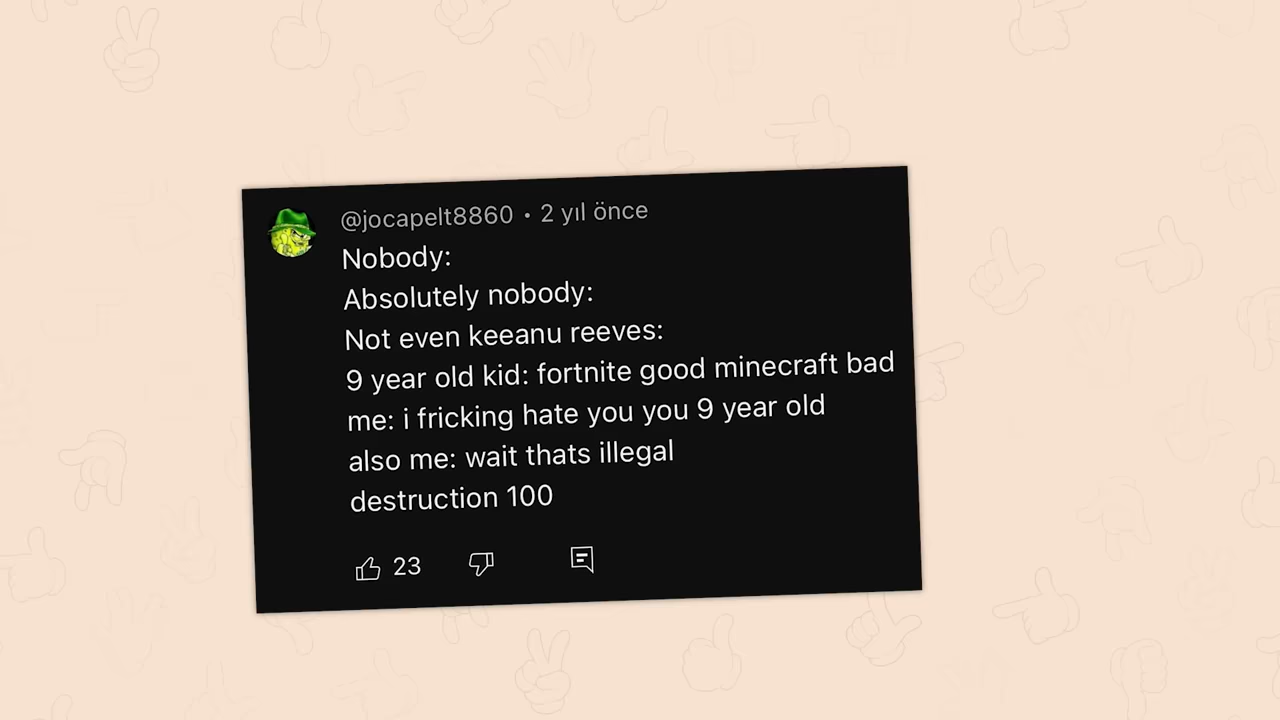 @jocapelt8860 • 2 yıl önce
Nobody:
Absolutely nobody:
Not even keeanu reeves:
9 year old kid: fortnite good minecraft bad
me: i fricking hate you you 9 year old
also me: wait thats illegal
destruction 100
23